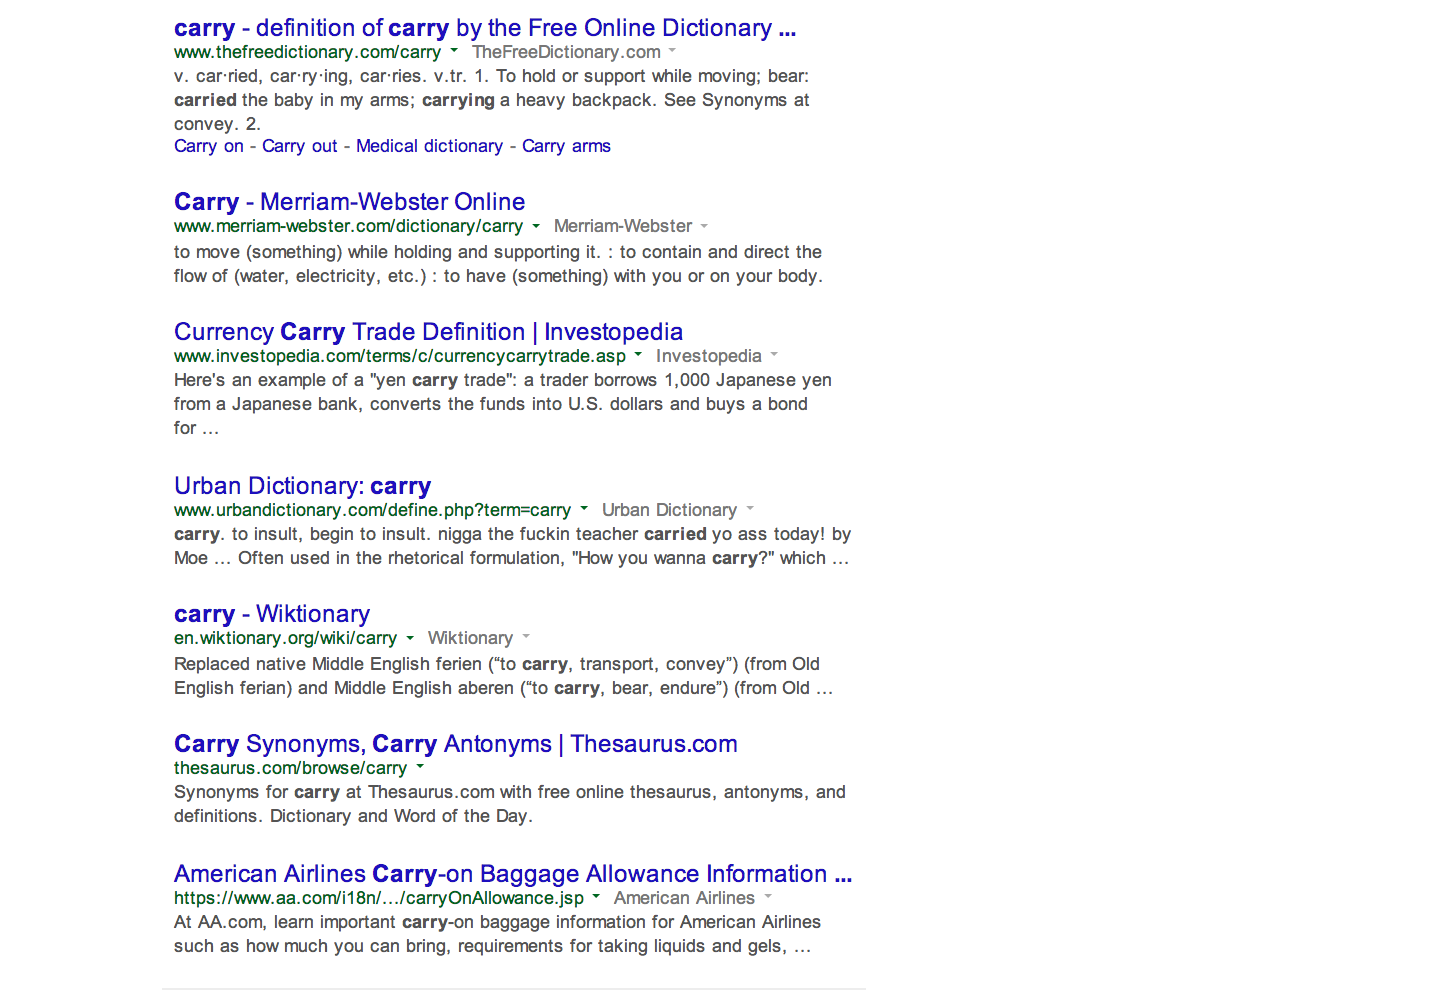 carry - definition of carry by the Free Online Dictionary ...
www.thefreedictionary.com/carry TheFreeDictionary.com
v. car·ried, car·ry·ing, car·ries. v.tr. 1. To hold or support while moving; bear:
carried the baby in my arms; carrying a heavy backpack. See Synonyms at
convey. 2.
Carry on - Carry out - Medical dictionary - Carry arms
Carry - Merriam-Webster Online
www.merriam-webster.com/dictionary/carry Merriam-Webster
to move (something) while holding and supporting it. : to contain and direct the
flow of (water, electricity, etc.) : to have (something) with you or on your body.
Currency Carry Trade Definition | Investopedia
www.investopedia.com/terms/c/currencycarrytrade.asp Investopedia
Here's an example of a "yen carry trade": a trader borrows 1,000 Japanese yen
from a Japanese bank, converts the funds into U.S. dollars and buys a bond
for ...
Urban Dictionary: carry
www.urbandictionary.com/define.php?term=carry Urban Dictionary
carry. to insult, begin to insult. nigga the fuckin teacher carried yo ass today! by
Moe ... Often used in the rhetorical formulation, "How you wanna carry?" which ...
carry - Wiktionary
en.wiktionary.org/wiki/carry Wiktionary
Replaced native Middle English ferien (“to carry, transport, convey”) (from Old
English ferian) and Middle English aberen (“to carry, bear, endure”) (from Old ...
Carry Synonyms, Carry Antonyms | Thesaurus.com
thesaurus.com/browse/carry
Synonyms for carry at Thesaurus.com with free online thesaurus, antonyms, and
definitions. Dictionary and Word of the Day.
American Airlines Carry-on Baggage Allowance Information ...
https://www.aa.com/i18n/.../carryOnAllowance.jsp American Airlines
At AA.com, learn important carry-on baggage information for American Airlines
such as how much you can bring, requirements for taking liquids and gels, ...